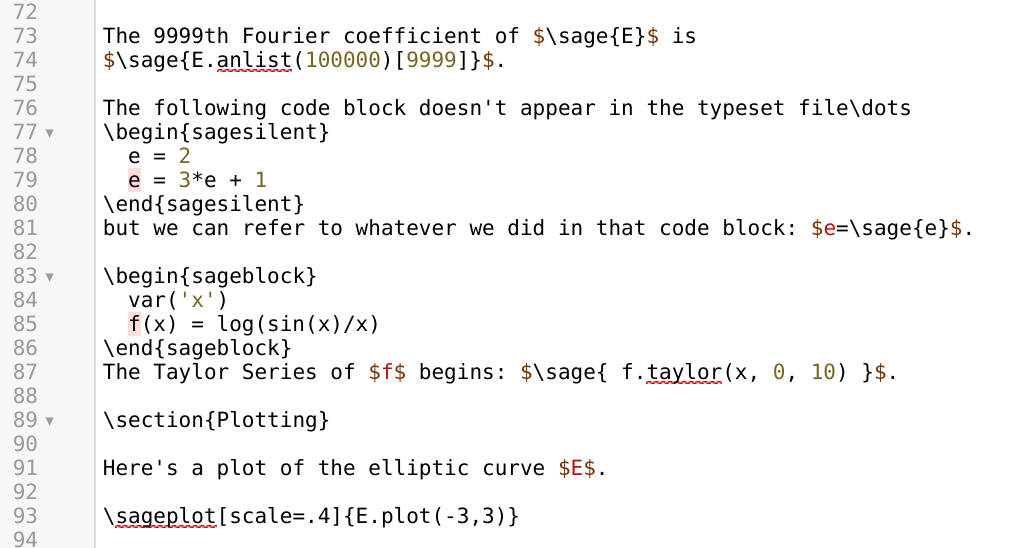 72
73 The 9999th Fourier coefficient of $\sage{E}$ is
74 $\sage{E.anlist(100000)[9999]}$.
75
76 The following code block doesn't appear in the typeset file\dots
77 ▼ \begin{sagesilent}
78   e = 2
79   e = 3*e + 1
80 \end{sagesilent}
81 but we can refer to whatever we did in that code block: $e=\sage{e}$.
82
83 ▼ \begin{sageblock}
84   var('x')
85   f(x) = log(sin(x)/x)
86 \end{sageblock}
87 The Taylor Series of $f$ begins: $\sage{ f.taylor(x, 0, 10) }$.
88
89 ▼ \section{Plotting}
90
91 Here's a plot of the elliptic curve $E$.
92
93 \sageplot[scale=.4]{E.plot(-3,3)}
94